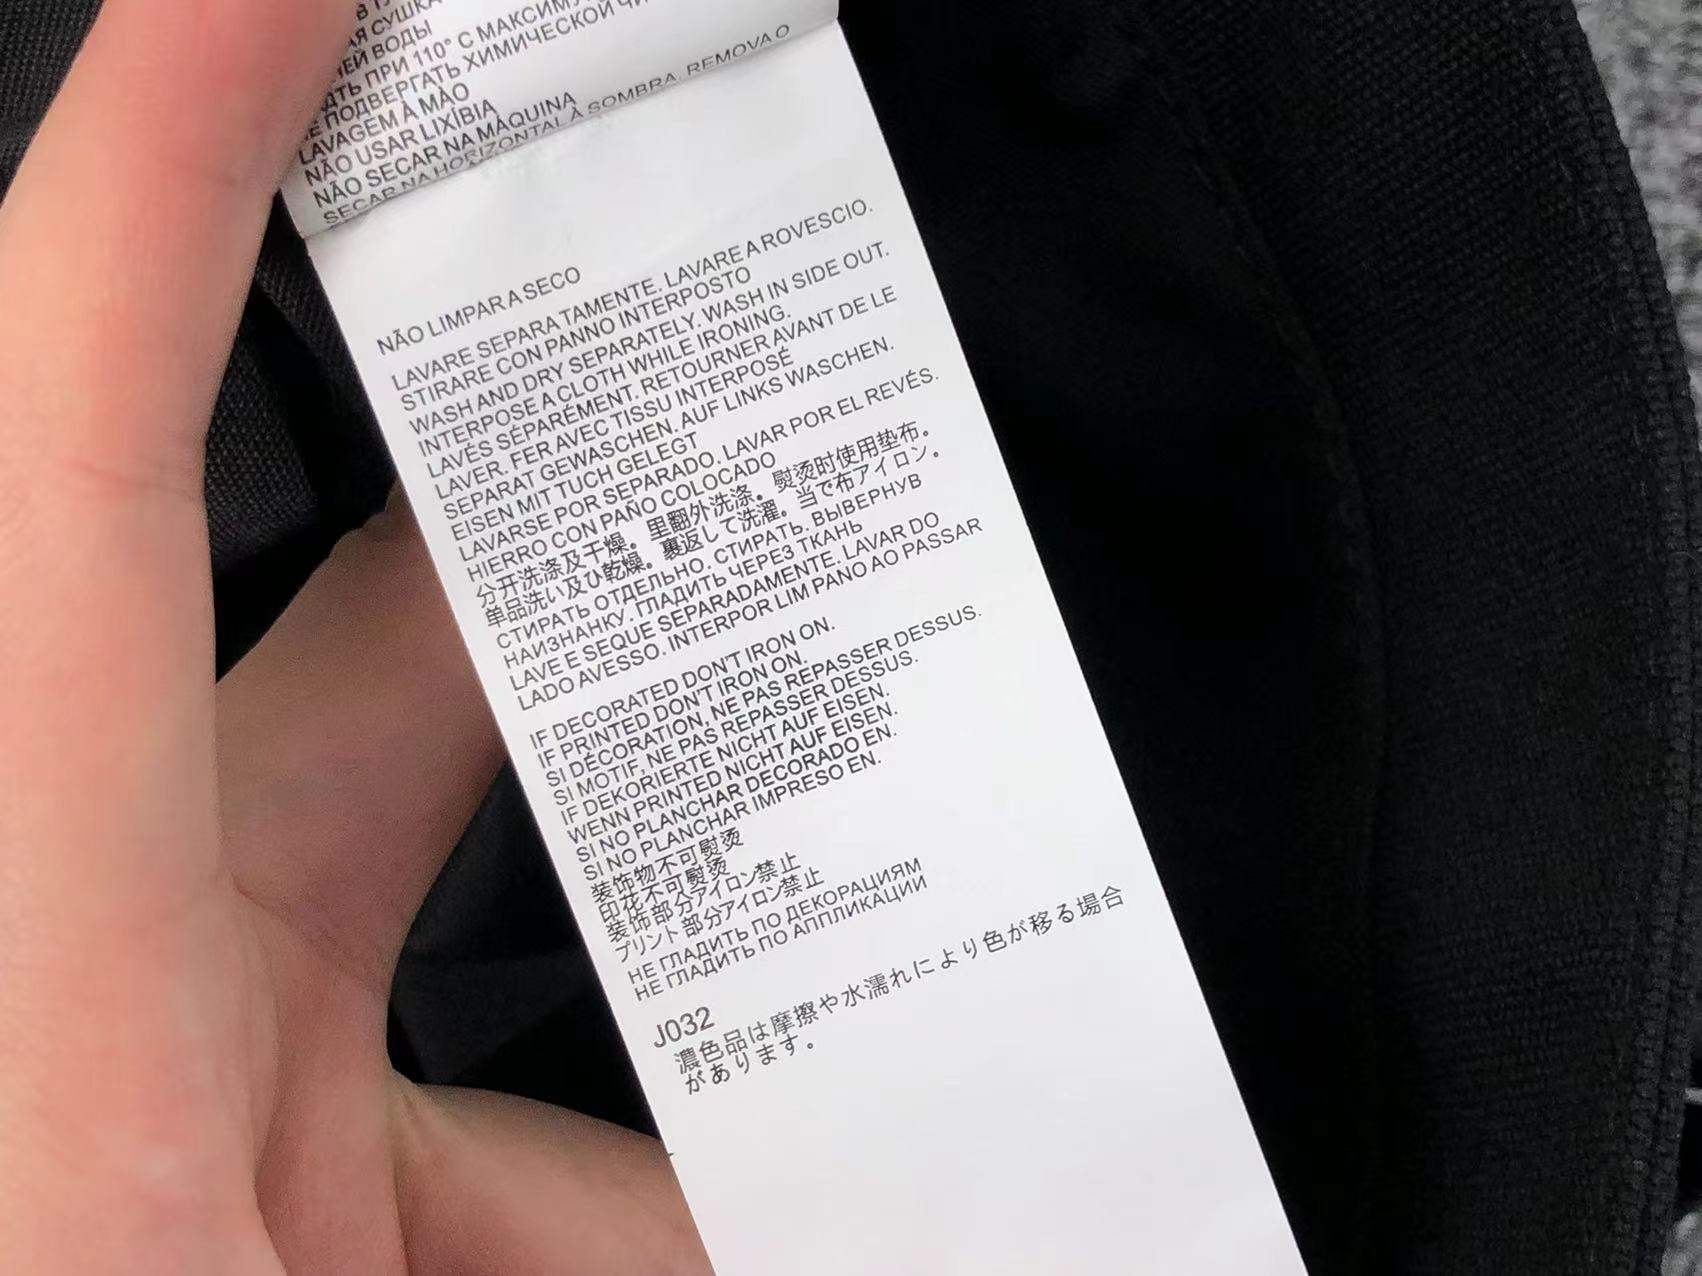 СУШКА
ВОДЫ
ПРИ 110° С
ПОДВЕРГАТЬ ХИМИЧЕСКОЙ
LAVAGEM À MÃO
NÃO USAR LIXÍBIA
NÃO SECAR NA MÁQUINA
SECAR NA HORIZONTAL À SOMBRA. REMOVA O
NÃO LIMPAR A SECO
LAVARE SEPARA TAMENTE. LAVARE A ROVESCIO.
STIRARE CON PANNO INTERPOSTO
WASH AND DRY SEPARATELY. WASH IN SIDE OUT.
INTERPOSE A CLOTH WHILE IRONING.
LAVÉS SÉPARÉMENT. RETOURNER AVANT DE LE
LAVER. FER AVEC TISSU INTERPOSÉ
SEPARAT GEWASCHEN. AUF LINKS WASCHEN.
EISEN MIT TUCH GELEGT
LAVARSE POR SEPARADO. LAVAR POR EL REVÉS.
HIERRO CON PAÑO COLOCADO
分开洗涤及干燥。里翻外洗涤。熨烫时使用垫布。
单品洗い及ひ乾燥。裏返して洗濯。当で布アイロン。
СТИРАТЬ ОТДЕЛЬНО. СТИРАТЬ. ВЫВЕРНУВ
НАИЗНАНКУ. ГЛАДИТЬ ЧЕРЕЗ ТКАНЬ
LAVE E SEQUE SEPARADAMENTE. LAVAR DO
LADO AVESSO. INTERPOR LIM PANO AO PASSAR
IF DECORATED DON'T IRON ON.
IF PRINTED DON'T IRON ON.
SI DÉCORATION, NE PAS REPASSER DESSUS.
SI MOTIF, NE PAS REPASSER DESSUS.
IF DEKORIERTE NICHT AUF EISEN.
WENN PRINTED NICHT AUF EISEN.
SI NO PLANCHAR DECORADO EN.
SI NO PLANCHAR IMPRESO EN.
装饰物不可熨烫
印花不可熨烫
装饰部分アイロン禁止
プリント部分アイロン禁止
НЕ ГЛАДИТЬ ПО ДЕКОРАЦИЯМ
НЕ ГЛАДИТЬ ПО АППЛИКАЦИИ
J032
濃色品は摩擦や水濡れにより色が移る場合
があります。